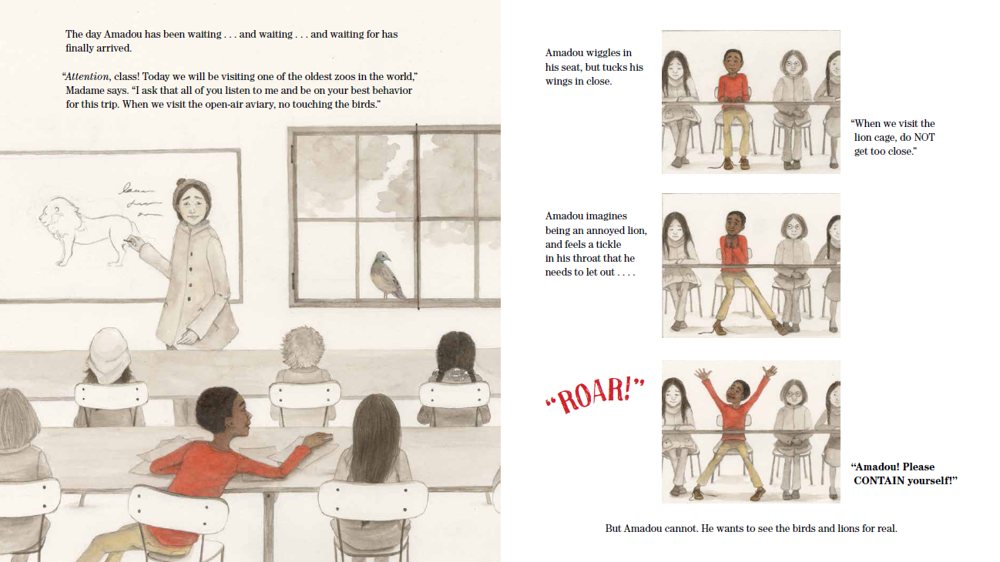 The day Amadou has been waiting . . . and waiting . . . and waiting for has
finally arrived.
“Attention, class! Today we will be visiting one of the oldest zoos in the world,”
Madame says. “I ask that all of you listen to me and be on your best behavior
for this trip. When we visit the open-air aviary, no touching the birds.”
Amadou wiggles in
his seat, but tucks his
wings in close.
“When we visit the
lion cage, do NOT
get too close.”
Amadou imagines
being an annoyed lion,
and feels a tickle
in his throat that he
needs to let out . . . .
“ROAR!”
“Amadou! Please
CONTAIN yourself!”
But Amadou cannot. He wants to see the birds and lions for real.